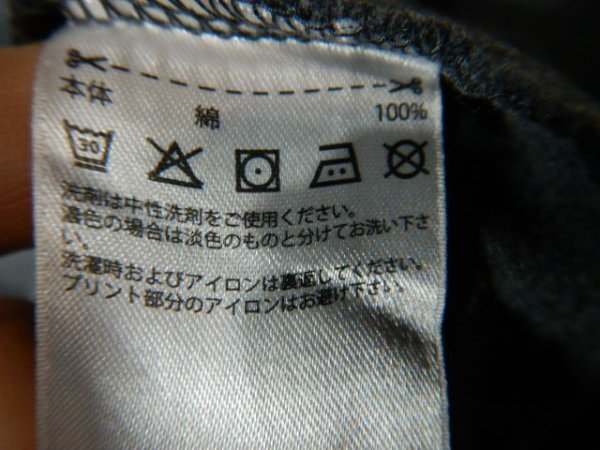 本体
綿 100%
30
洗剤は中性洗剤をご使用ください。
濃色の場合は淡色のものと分けてお洗い下さ
い。
洗濯時およびアイロンは裏返してください。
プリント部分のアイロンはお避け下さい。